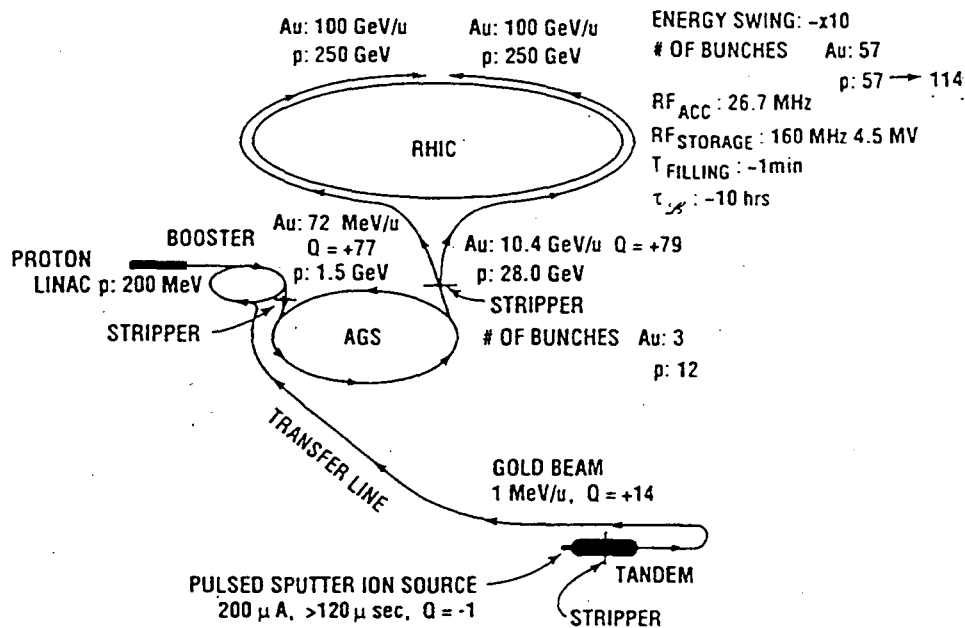 Au: 100 GeV/u
p: 250 GeV
Au: 100 GeV/u
p: 250 GeV
ENERGY SWING: ~x10
# OF BUNCHES Au: 57
p: 57 → 114
RF ACC : 26.7 MHz
RF STORAGE : 160 MHz 4.5 MV
T FILLING : ~1min
τ ℒ : ~10 hrs
RHIC
BOOSTER
PROTON
LINAC p: 200 MeV
STRIPPER
Au: 72 MeV/u
Q = +77
p: 1.5 GeV
Au: 10.4 GeV/u Q = +79
p: 28.0 GeV
STRIPPER
AGS
# OF BUNCHES Au: 3
p: 12
TRANSFER LINE
GOLD BEAM
1 MeV/u, Q = +14
TANDEM
PULSED SPUTTER ION SOURCE
200 μA, >120 μ sec, Q = -1
STRIPPER